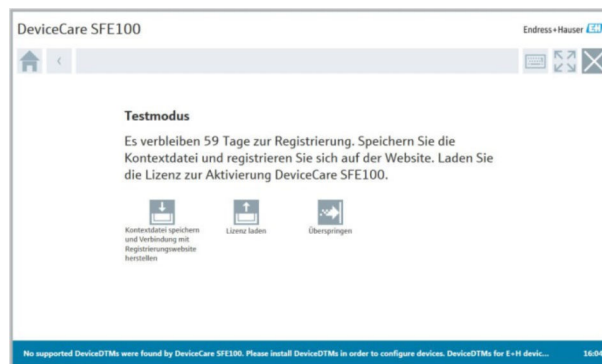 DeviceCare SFE100
Endress+Hauser EH
Testmodus
Es verbleiben 59 Tage zur Registrierung. Speichern Sie die
Kontextdatei und registrieren Sie sich auf der Website. Laden Sie
die Lizenz zur Aktivierung DeviceCare SFE100.
Kontextdatei speichern
und Verbindung mit
Registrierungswebsite
herstellen
Lizenz laden
Überspringen
No supported DeviceDTMs were found by DeviceCare SFE100. Please install DeviceDTMs in order to configure devices. DeviceDTMs for E+H devic...
16:04